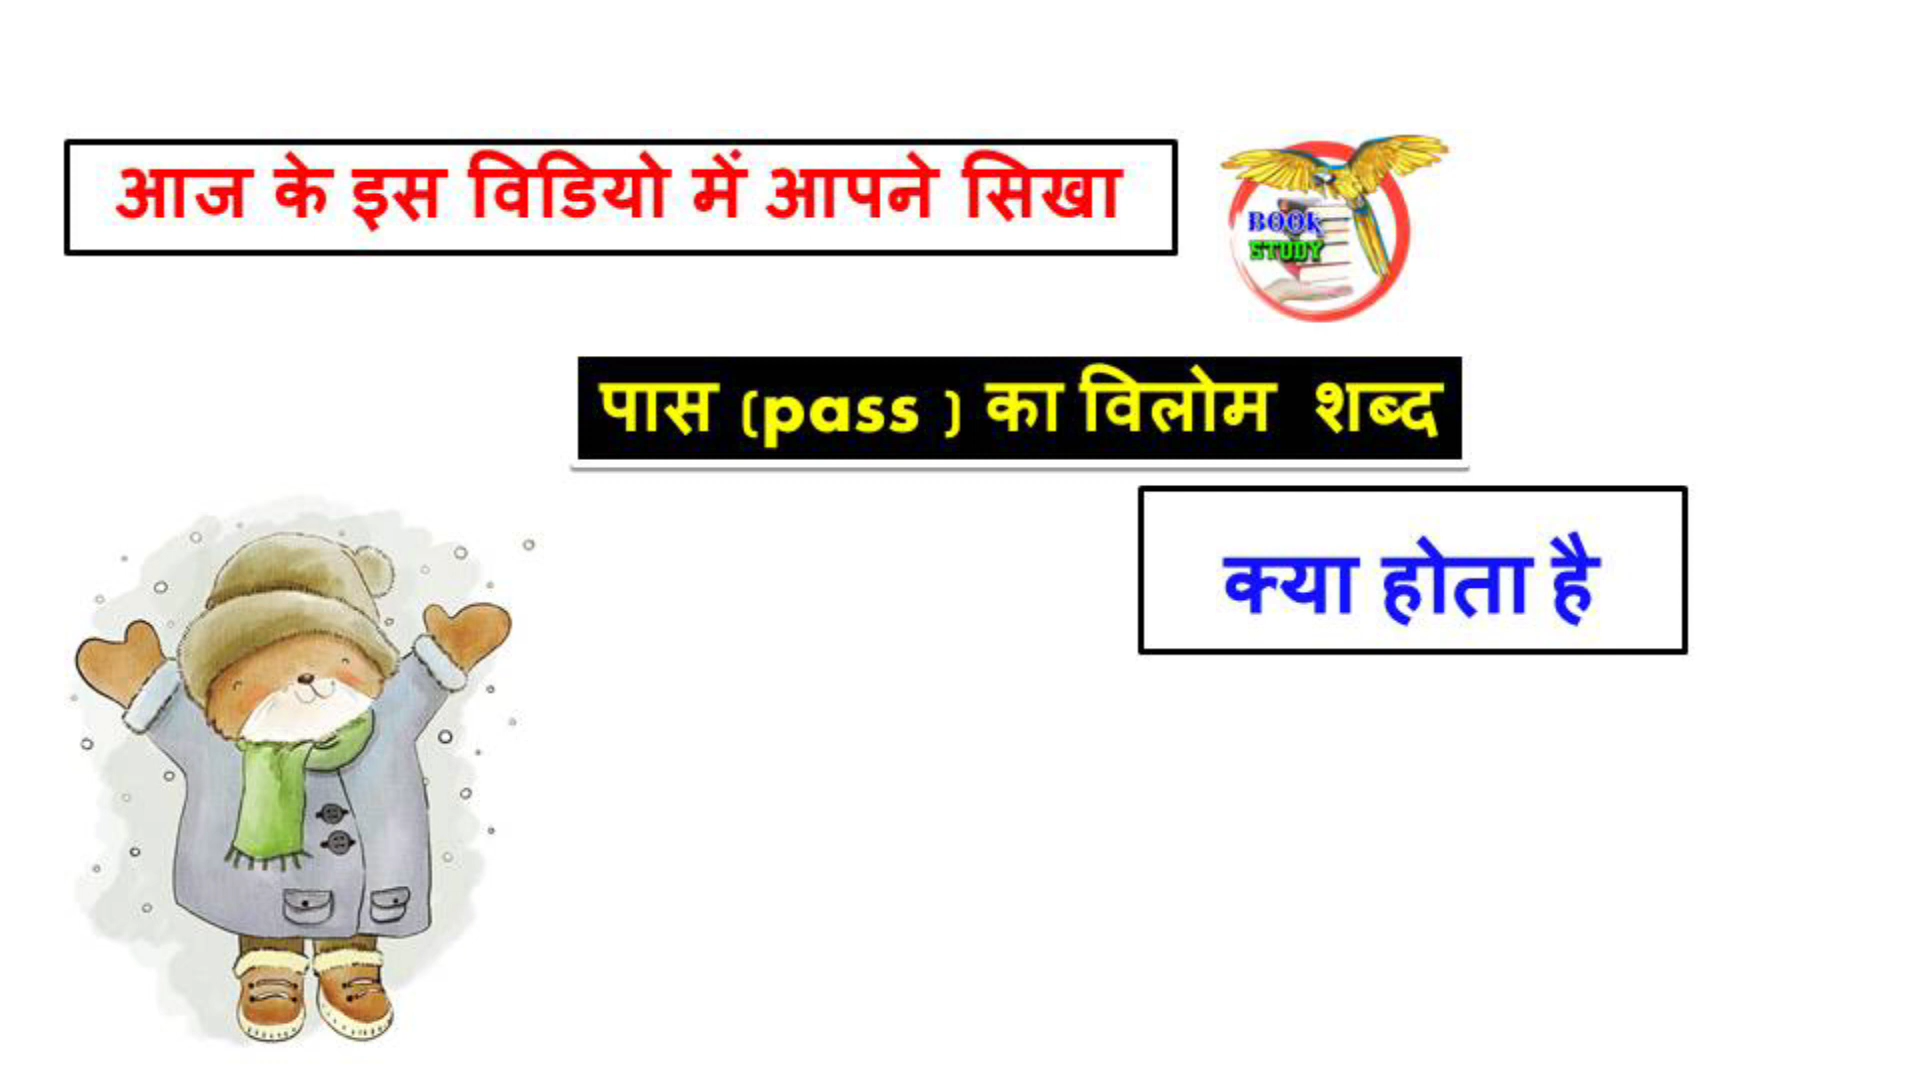 आज के इस विडियो में आपने सिखा
BOOK
STUDY
पास (pass ) का विलोम शब्द
क्या होता है